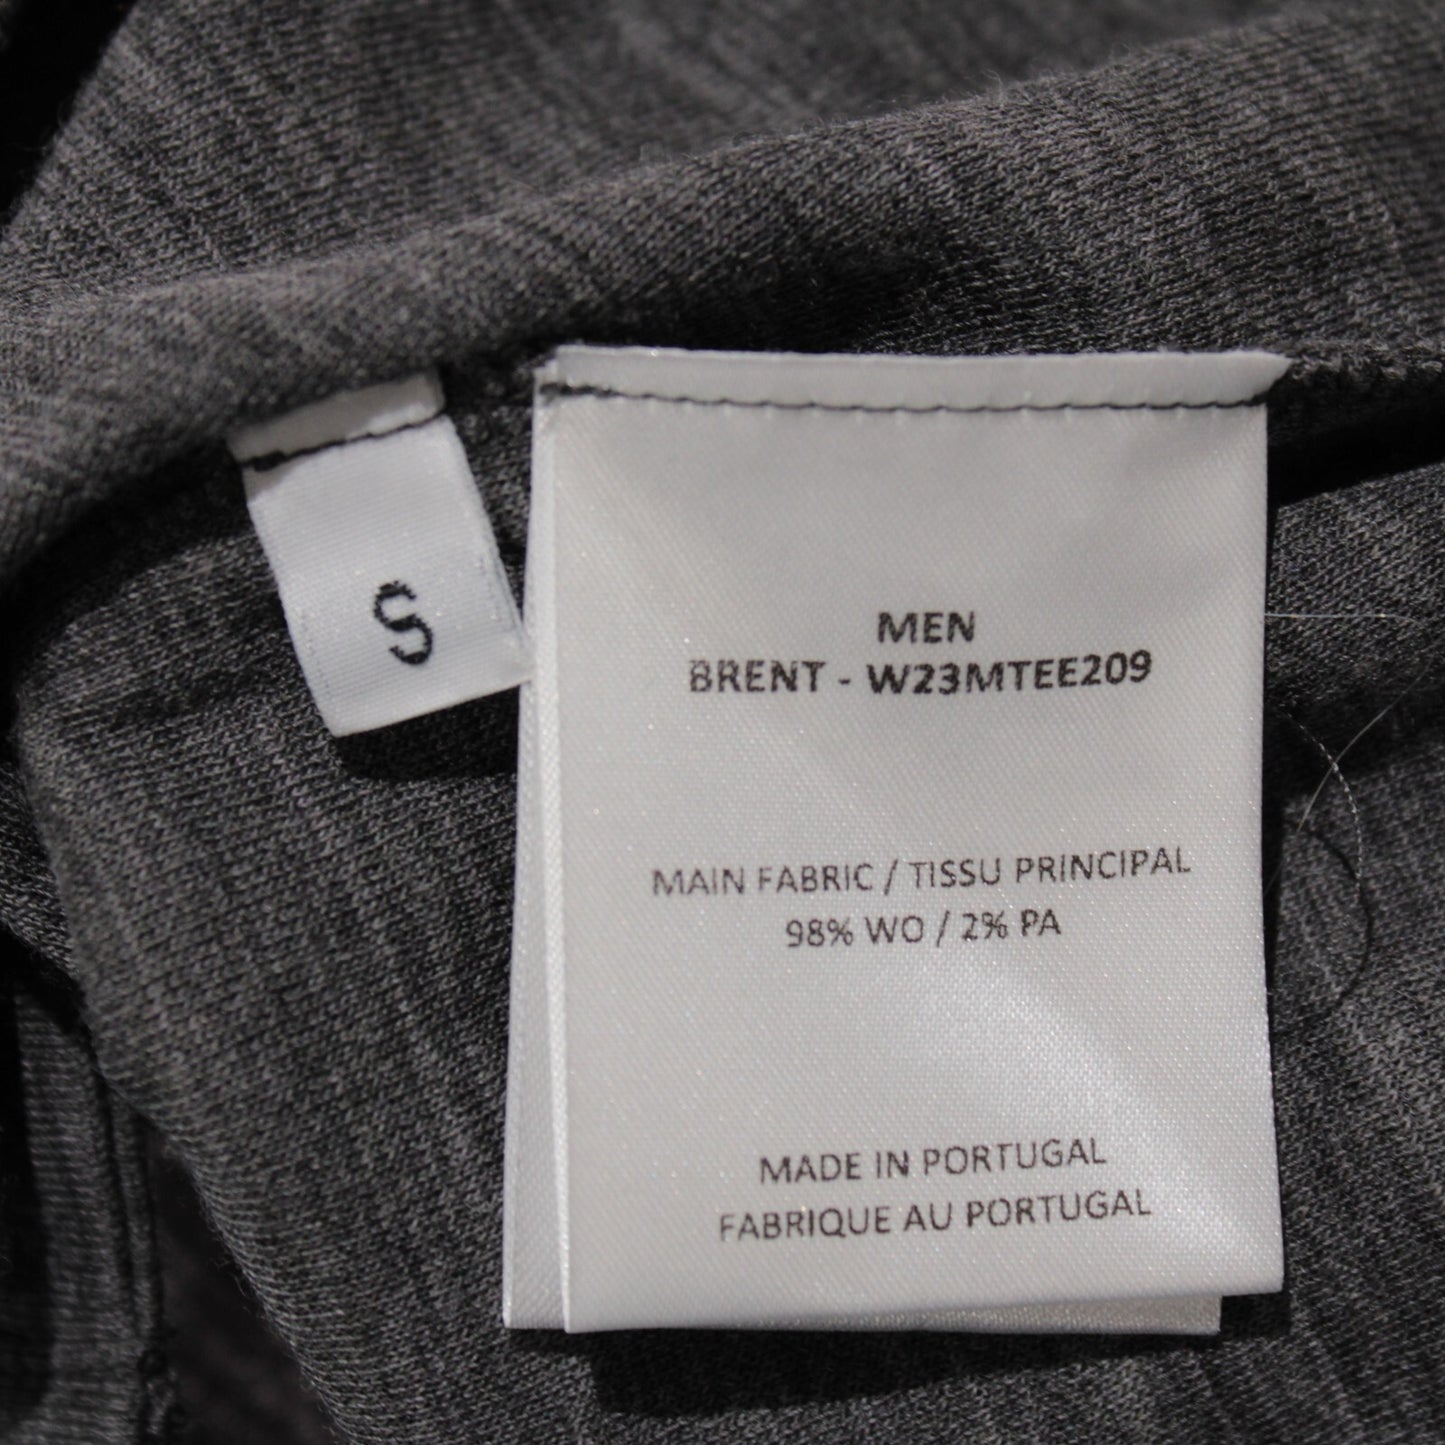 S
MEN
BRENT - W23MTEE209
MAIN FABRIC / TISSU PRINCIPAL
98% WO / 2% PA
MADE IN PORTUGAL
FABRIQUE AU PORTUGAL